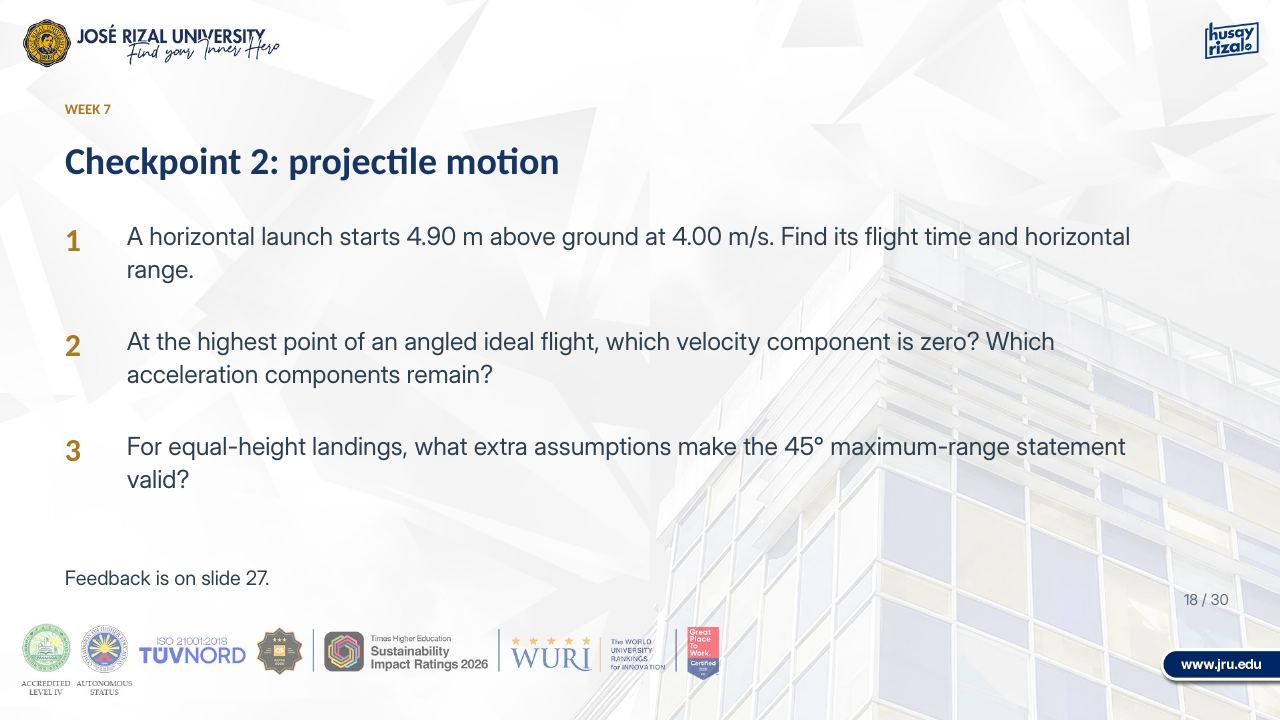 JOSÉ RIZAL UNIVERSITY
Find your Inner Hero
husay
rizal
WEEK 7
Checkpoint 2: projectile motion
1 A horizontal launch starts 4.90 m above ground at 4.00 m/s. Find its flight time and horizontal
range.
2 At the highest point of an angled ideal flight, which velocity component is zero? Which
acceleration components remain?
3 For equal-height landings, what extra assumptions make the 45° maximum-range statement
valid?
Feedback is on slide 27.
18 / 30
ACCREDITED
LEVEL IV
AUTONOMOUS
STATUS
ISO 21001:2018
TÜVNORD
Times Higher Education
Sustainability
Impact Ratings 2026
WURI
The WORLD
UNIVERSITY
RANKINGS
for INNOVATION
Great
Place
To
Work.
Certified
www.jru.edu